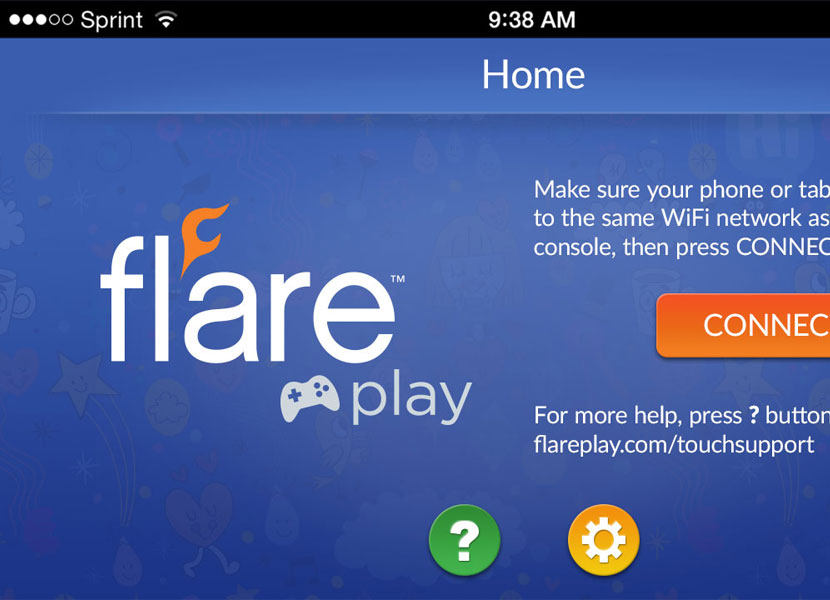 Sprint 9:38 AM
Home
Make sure your phone or tab
to the same WiFi network as
console, then press CONNEC
flare™
play
CONNEC
For more help, press ? button
flareplay.com/touchsupport
?